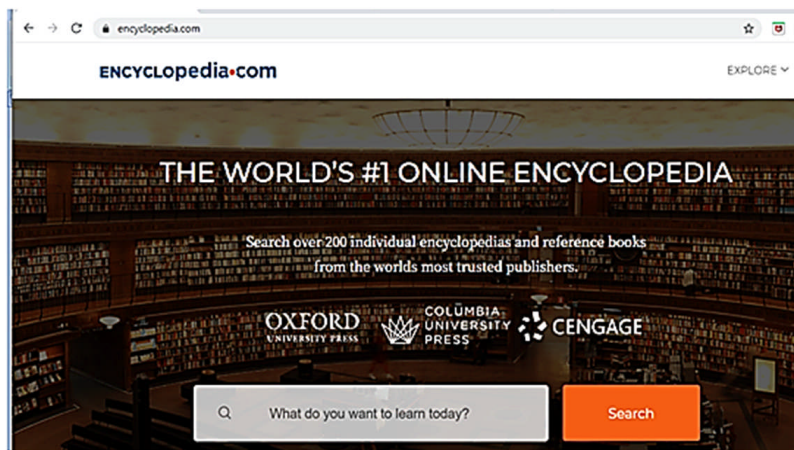 encyclopedia.com
ENCYCLOpedia.com
EXPLORE
THE WORLD'S #1 ONLINE ENCYCLOPEDIA
Search over 200 individual encyclopedias and reference books
from the worlds most trusted publishers.
OXFORD
UNIVERSITY PRESS
COLUMBIA
UNIVERSITY
PRESS
CENGAGE
What do you want to learn today?
Search